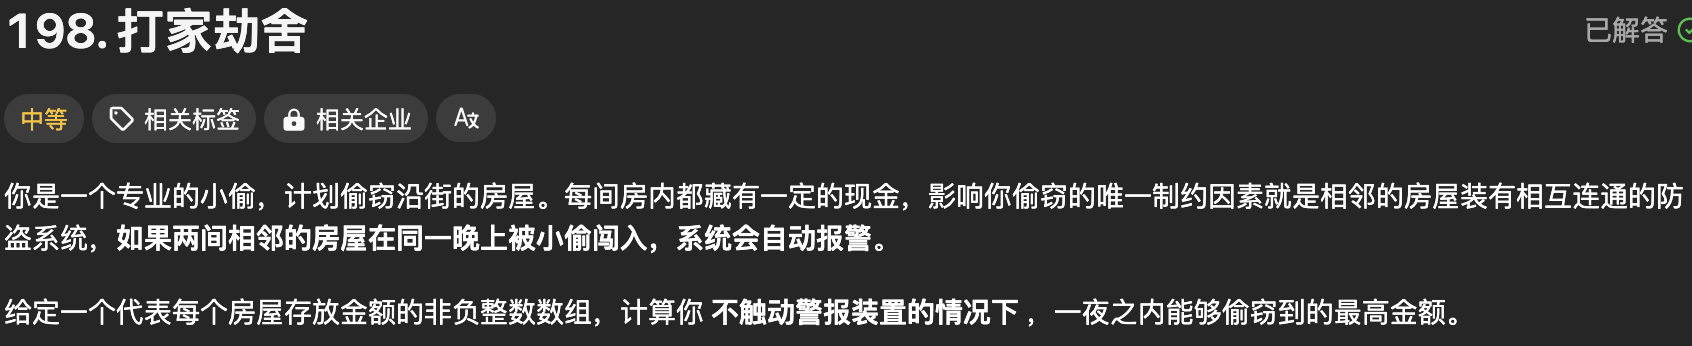 198. 打家劫舍
已解答
中等
相关标签
相关企业
你是一个专业的小偷，计划偷窃沿街的房屋。每间房内都藏有一定的现金，影响你偷窃的唯一制约因素就是相邻的房屋装有相互连通的防
盗系统，如果两间相邻的房屋在同一晚上被小偷闯入，系统会自动报警。
给定一个代表每个房屋存放金额的非负整数数组，计算你 不触动警报装置的情况下 ，一夜之内能够偷窃到的最高金额。